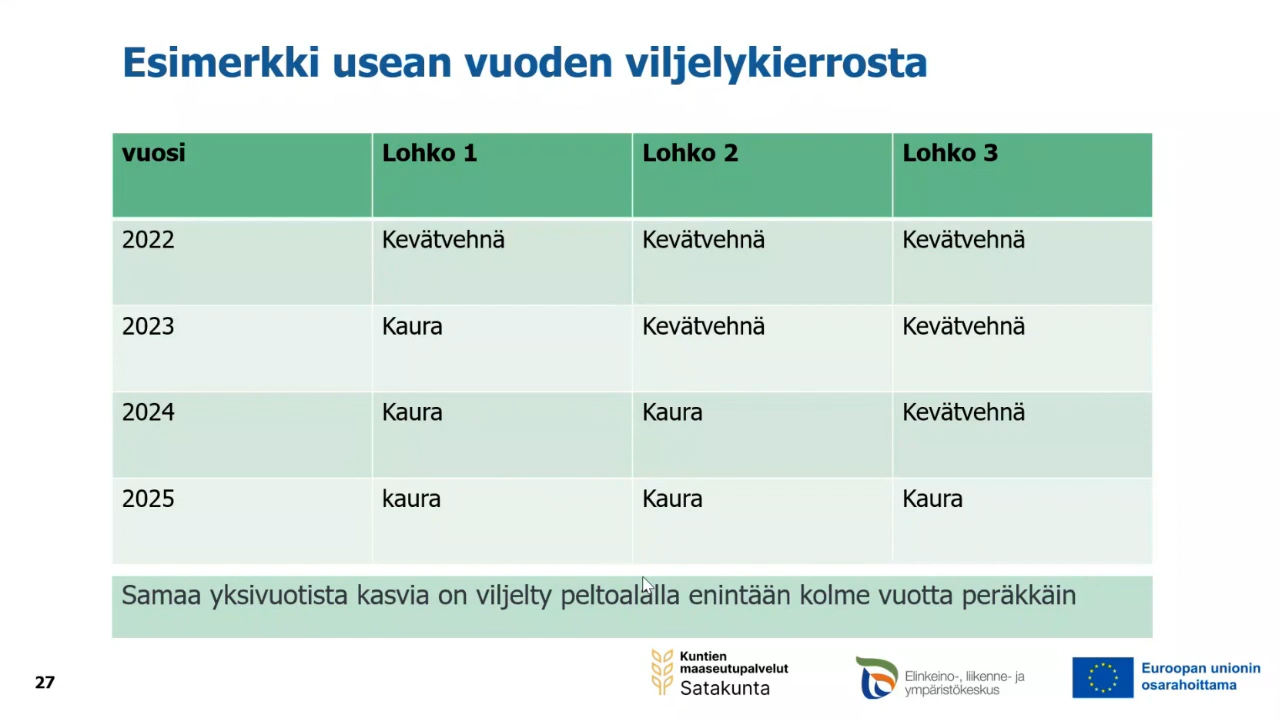 Esimerkki usean vuoden viljelykierrosta
vuosi Lohko 1 Lohko 2 Lohko 3
2022 Kevätvehnä Kevätvehnä Kevätvehnä
2023 Kaura Kevätvehnä Kevätvehnä
2024 Kaura Kaura Kevätvehnä
2025 kaura Kaura Kaura
Samaa yksivuotista kasvia on viljelty peltoalalla enintään kolme vuotta peräkkäin
27
Kuntien
maaseutupalvelut
Satakunta
Elinkeino-, liikenne- ja
ympäristökeskus
Euroopan unionin
osarahoittama